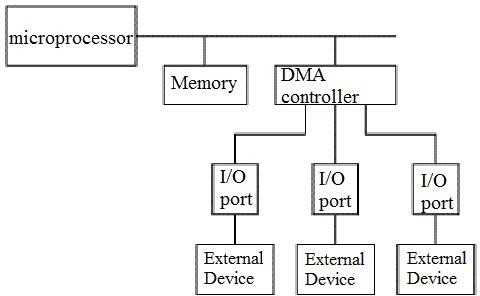 microprocessor
Memory
DMA
controller
I/O
port
I/O
port
I/O
port
External
Device
External
Device
External
Device